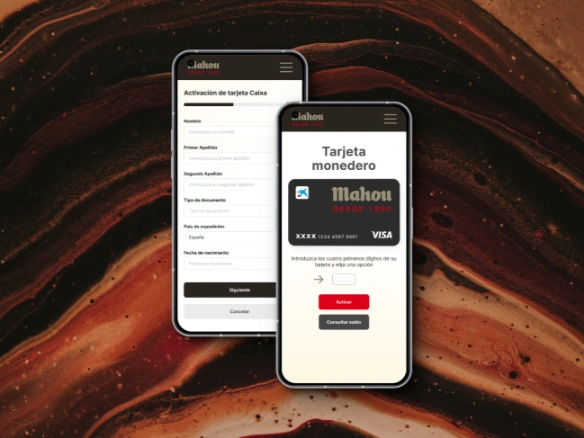 Mahou
DESDE 1890
Activación de tarjeta Caixa
Nombre
Introduzca su nombre
Primer Apellido
Introduzca su primer apellido
Segundo Apellido
Introduzca su segundo apellido
Tipo de documento
Tipo de documento
País de expedición
España
Fecha de nacimiento
Fecha de nacimiento
Siguiente
Cancelar
Mahou
DESDE 1890
Tarjeta
monedero
Mahou
DESDE 1890
XXXX 1234 4567 8901
VISA
Introduzca los cuatro primeros dígitos de su
tarjeta y elija una opción
Activar
Consultar saldo